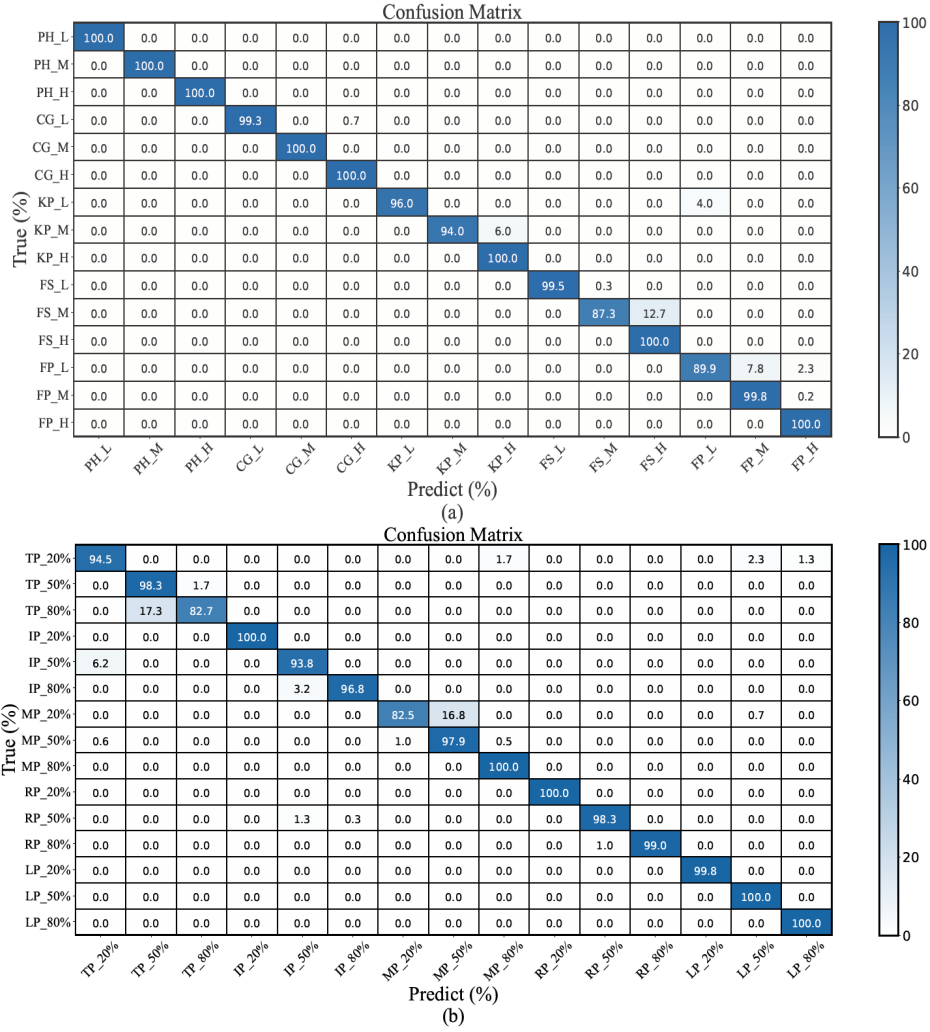 Confusion Matrix
PH_L 100.0 0.0 0.0 0.0 0.0 0.0 0.0 0.0 0.0 0.0 0.0 0.0 0.0 0.0 0.0
PH_M 0.0 100.0 0.0 0.0 0.0 0.0 0.0 0.0 0.0 0.0 0.0 0.0 0.0 0.0 0.0
PH_H 0.0 0.0 100.0 0.0 0.0 0.0 0.0 0.0 0.0 0.0 0.0 0.0 0.0 0.0 0.0
CG_L 0.0 0.0 0.0 99.3 0.0 0.7 0.0 0.0 0.0 0.0 0.0 0.0 0.0 0.0 0.0
CG_M 0.0 0.0 0.0 0.0 100.0 0.0 0.0 0.0 0.0 0.0 0.0 0.0 0.0 0.0 0.0
CG_H 0.0 0.0 0.0 0.0 0.0 100.0 0.0 0.0 0.0 0.0 0.0 0.0 0.0 0.0 0.0
KP_L 0.0 0.0 0.0 0.0 0.0 0.0 96.0 0.0 0.0 0.0 0.0 0.0 4.0 0.0 0.0
KP_M 0.0 0.0 0.0 0.0 0.0 0.0 0.0 94.0 6.0 0.0 0.0 0.0 0.0 0.0 0.0
KP_H 0.0 0.0 0.0 0.0 0.0 0.0 0.0 0.0 100.0 0.0 0.0 0.0 0.0 0.0 0.0
FS_L 0.0 0.0 0.0 0.0 0.0 0.0 0.0 0.0 0.0 99.5 0.3 0.0 0.0 0.0 0.0
FS_M 0.0 0.0 0.0 0.0 0.0 0.0 0.0 0.0 0.0 0.0 87.3 12.7 0.0 0.0 0.0
FS_H 0.0 0.0 0.0 0.0 0.0 0.0 0.0 0.0 0.0 0.0 0.0 100.0 0.0 0.0 0.0
FP_L 0.0 0.0 0.0 0.0 0.0 0.0 0.0 0.0 0.0 0.0 0.0 0.0 89.9 7.8 2.3
FP_M 0.0 0.0 0.0 0.0 0.0 0.0 0.0 0.0 0.0 0.0 0.0 0.0 0.0 99.8 0.2
FP_H 0.0 0.0 0.0 0.0 0.0 0.0 0.0 0.0 0.0 0.0 0.0 0.0 0.0 0.0 100.0
True (%)
PH_L PH_M PH_H CG_L CG_M CG_H KP_L KP_M KP_H FS_L FS_M FS_H FP_L FP_M FP_H
Predict (%)
100
80
60
40
20
0
(a)
Confusion Matrix
TP_20% 94.5 0.0 0.0 0.0 0.0 0.0 0.0 0.0 1.7 0.0 0.0 0.0 0.0 2.3 1.3
TP_50% 0.0 98.3 1.7 0.0 0.0 0.0 0.0 0.0 0.0 0.0 0.0 0.0 0.0 0.0 0.0
TP_80% 0.0 17.3 82.7 0.0 0.0 0.0 0.0 0.0 0.0 0.0 0.0 0.0 0.0 0.0 0.0
IP_20% 0.0 0.0 0.0 100.0 0.0 0.0 0.0 0.0 0.0 0.0 0.0 0.0 0.0 0.0 0.0
IP_50% 6.2 0.0 0.0 0.0 93.8 0.0 0.0 0.0 0.0 0.0 0.0 0.0 0.0 0.0 0.0
IP_80% 0.0 0.0 0.0 0.0 3.2 96.8 0.0 0.0 0.0 0.0 0.0 0.0 0.0 0.0 0.0
MP_20% 0.0 0.0 0.0 0.0 0.0 0.0 82.5 16.8 0.0 0.0 0.0 0.0 0.0 0.7 0.0
MP_50% 0.6 0.0 0.0 0.0 0.0 0.0 1.0 97.9 0.5 0.0 0.0 0.0 0.0 0.0 0.0
MP_80% 0.0 0.0 0.0 0.0 0.0 0.0 0.0 0.0 100.0 0.0 0.0 0.0 0.0 0.0 0.0
RP_20% 0.0 0.0 0.0 0.0 0.0 0.0 0.0 0.0 0.0 100.0 0.0 0.0 0.0 0.0 0.0
RP_50% 0.0 0.0 0.0 0.0 1.3 0.3 0.0 0.0 0.0 0.0 98.3 0.0 0.0 0.0 0.0
RP_80% 0.0 0.0 0.0 0.0 0.0 0.0 0.0 0.0 0.0 0.0 1.0 99.0 0.0 0.0 0.0
LP_20% 0.0 0.0 0.0 0.0 0.0 0.0 0.0 0.0 0.0 0.0 0.0 0.0 99.8 0.0 0.0
LP_50% 0.0 0.0 0.0 0.0 0.0 0.0 0.0 0.0 0.0 0.0 0.0 0.0 0.0 100.0 0.0
LP_80% 0.0 0.0 0.0 0.0 0.0 0.0 0.0 0.0 0.0 0.0 0.0 0.0 0.0 0.0 100.0
True (%)
TP_20% TP_50% TP_80% IP_20% IP_50% IP_80% MP_20% MP_50% MP_80% RP_20% RP_50% RP_80% LP_20% LP_50% LP_80%
Predict (%)
100
80
60
40
20
0
(b)